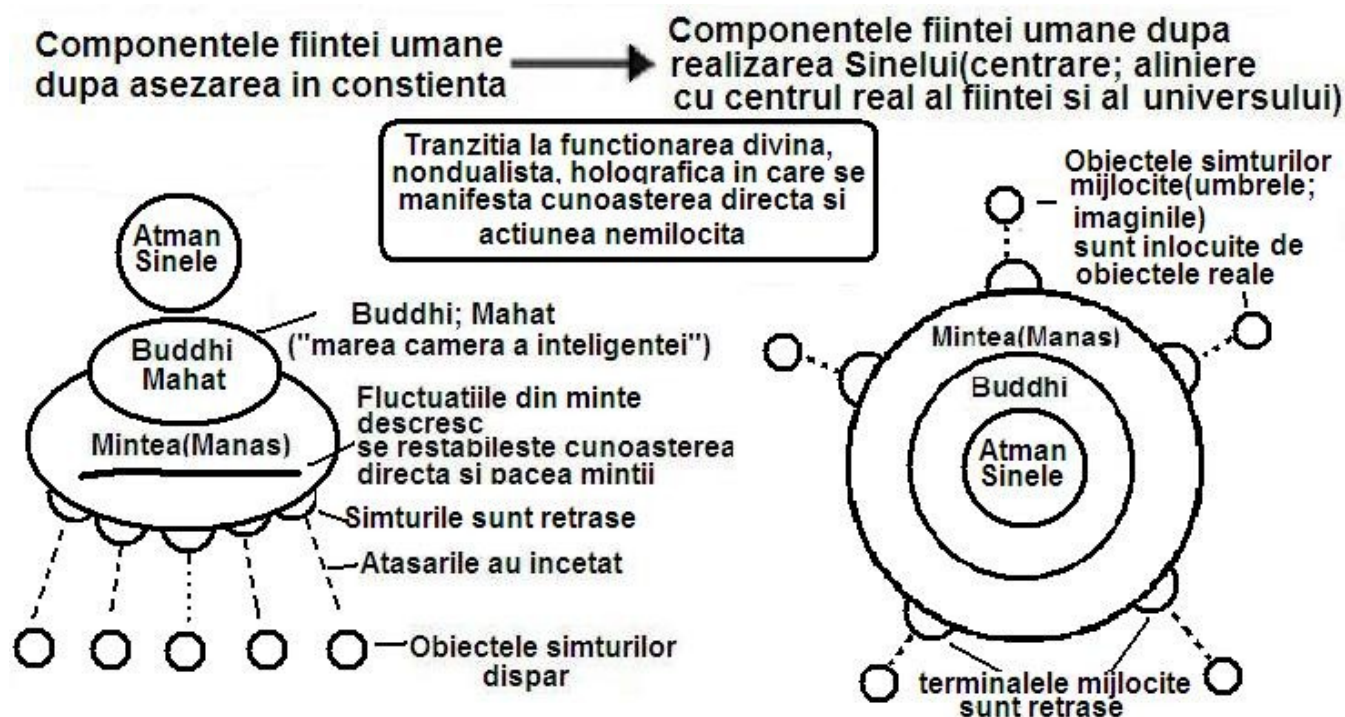 Componentele fiintei umane
dupa asezarea in constienta
Componentele fiintei umane dupa
realizarea Sinelui(centrare; aliniere
cu centrul real al fiintei si al universului)
Tranzitia la functionarea divina,
nondualista, holografica in care se
manifesta cunoasterea directa si
actiunea nemilocita
Atman
Sinele
Buddhi; Mahat
("marea camera a inteligentei")
Buddhi
Mahat
Fluctuatiile din minte
descresc
se restabileste cunoasterea
directa si pacea mintii
Mintea(Manas)
Simturile sunt retrase
Atasarile au incetat
Obiectele simturilor
dispar
Obiectele simturilor
mijlocite(umbrele;
imaginile)
sunt inlocuite de
obiectele reale
Mintea(Manas)
Buddhi
Atman
Sinele
terminalele mijlocite
sunt retrase